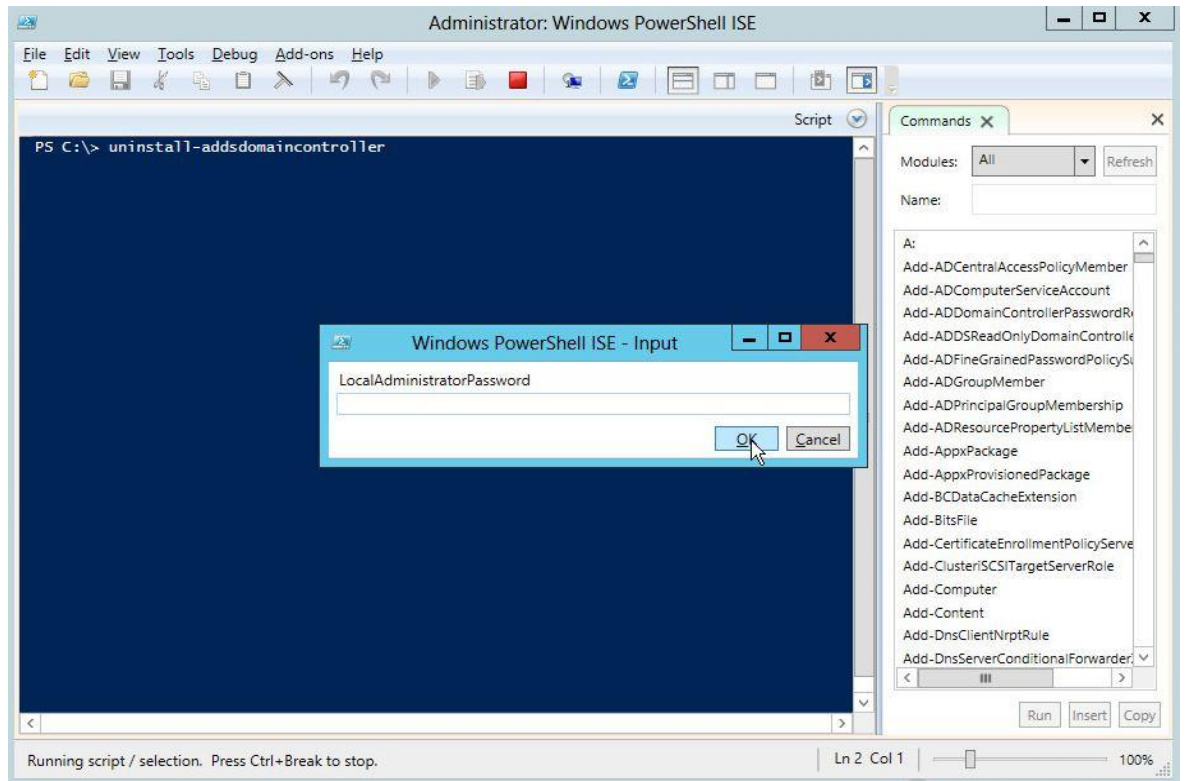 Administrator: Windows PowerShell ISE
File Edit View Tools Debug Add-ons Help
Script
PS C:\> uninstall-addsdomaincontroller
Windows PowerShell ISE - Input
LocalAdministratorPassword
OK Cancel
Commands
Modules: All Refresh
Name:
A:
Add-ADCentralAccessPolicyMember
Add-ADComputerServiceAccount
Add-ADDomainControllerPasswordR
Add-ADDSReadOnlyDomainControlle
Add-ADFineGrainedPasswordPolicySu
Add-ADGroupMember
Add-ADPrincipalGroupMembership
Add-ADResourcePropertyListMembe
Add-AppxPackage
Add-AppxProvisionedPackage
Add-BCDataCacheExtension
Add-BitsFile
Add-CertificateEnrollmentPolicyServe
Add-ClusteriSCSITargetServerRole
Add-Computer
Add-Content
Add-DnsClientNrptRule
Add-DnsServerConditionalForwarder
Run Insert Copy
Running script / selection. Press Ctrl+Break to stop.
Ln 2 Col 1
100%